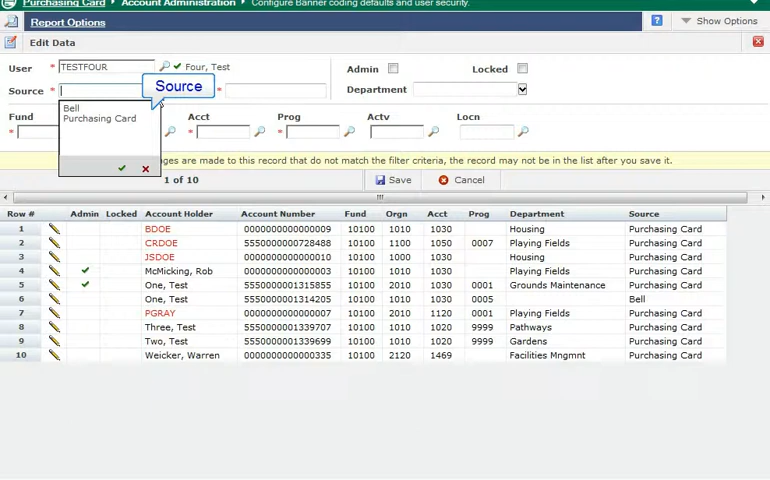 Purchasing Card ▸ Account Administration ▸ Configure Banner coding defaults and user security.
Report Options ? Show Options
Edit Data
User * TESTFOUR Four, Test Admin Locked
Source * Source * Department
Bell
Purchasing Card
Fund Acct Prog Actv Locn
* * *
ges are made to this record that do not match the filter criteria, the record may not be in the list after you save it.
1 of 10 Save Cancel
Row # Admin Locked Account Holder Account Number Fund Orgn Acct Prog Department Source
1 BDOE 0000000000000009 10100 1010 1030 Housing Purchasing Card
2 CRDOE 5550000000728488 10100 1100 1050 0007 Playing Fields Purchasing Card
3 JSDOE 0000000000000010 10100 1000 1030 Housing Purchasing Card
4 McMicking, Rob 0000000000000003 10100 1010 1030 Playing Fields Purchasing Card
5 One, Test 5550000001315855 10100 2010 1030 0001 Grounds Maintenance Purchasing Card
6 One, Test 5550000001314205 10100 1010 1030 0005 Bell
7 PGRAY 0000000000000007 10100 2010 1120 0001 Playing Fields Purchasing Card
8 Three, Test 5550000001339707 10100 1010 1020 9999 Pathways Purchasing Card
9 Two, Test 5550000001339699 10100 1010 1020 9999 Gardens Purchasing Card
10 Weicker, Warren 0000000000000335 10100 2120 1469 Facilities Mngmnt Purchasing Card